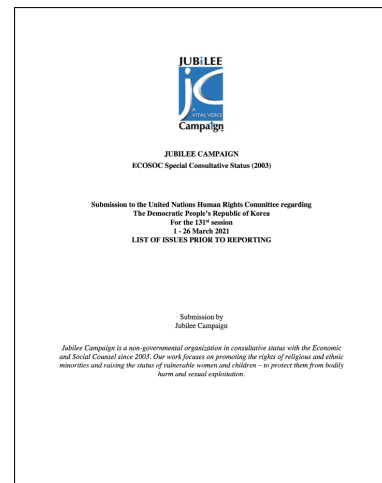 JUBiLEE
jc
A
VITAL VOICE
Campaign
JUBILEE CAMPAIGN
ECOSOC Special Consultative Status (2003)
Submission to the United Nations Human Rights Committee regarding
The Democratic People's Republic of Korea
For the 131st session
1 - 26 March 2021
LIST OF ISSUES PRIOR TO REPORTING
Submission by
Jubilee Campaign
Jubilee Campaign is a non-governmental organization in consultative status with the Economic
and Social Counsel since 2003. Our work focuses on promoting the rights of religious and ethnic
minorities and raising the status of vulnerable women and children – to protect them from bodily
harm and sexual exploitation.